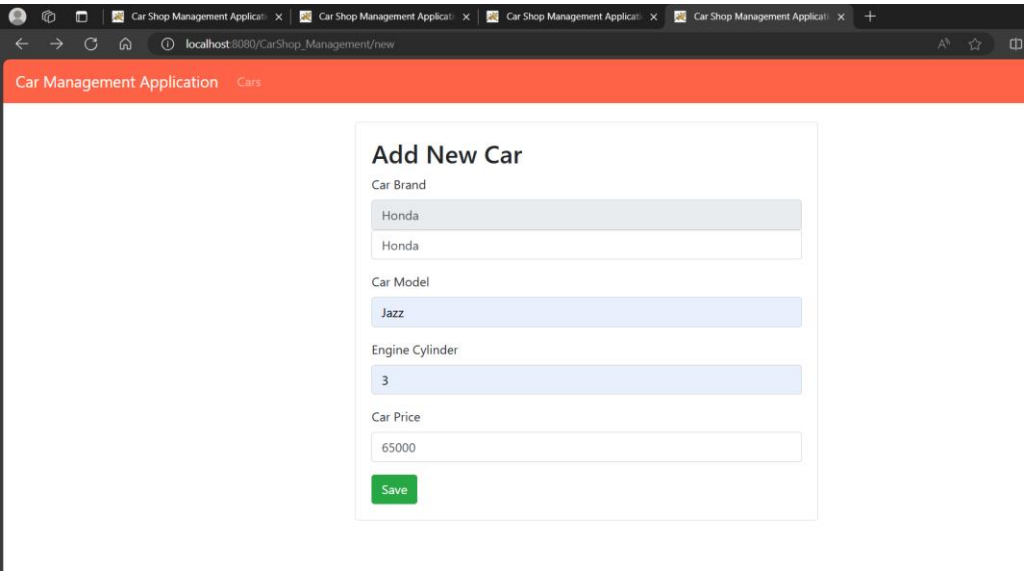 Car Shop Management Applicati
Car Shop Management Applicati
Car Shop Management Applicati
Car Shop Management Applicati
localhost:8080/CarShop_Management/new
Car Management Application Cars
Add New Car
Car Brand
Honda
Honda
Car Model
Jazz
Engine Cylinder
3
Car Price
65000
Save